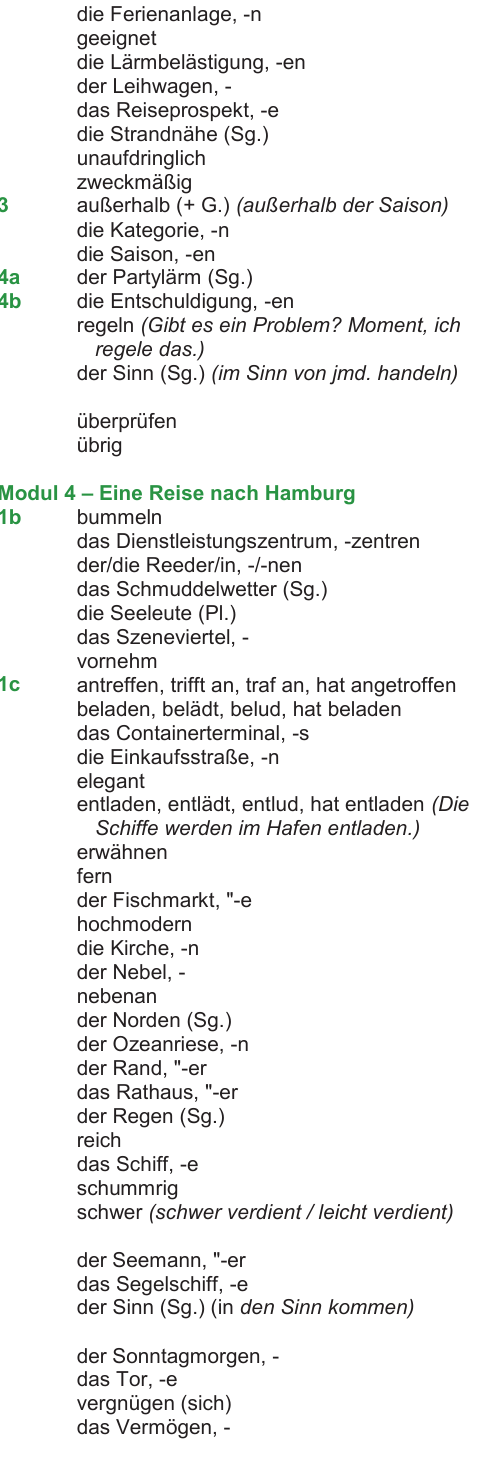 die Ferienanlage, -n
geeignet
die Lärmbelästigung, -en
der Leihwagen, -
das Reiseprospekt, -e
die Strandnähe (Sg.)
unaufdringlich
zweckmäßig
3 außerhalb (+ G.) (außerhalb der Saison)
die Kategorie, -n
die Saison, -en
4a der Partylärm (Sg.)
4b die Entschuldigung, -en
regeln (Gibt es ein Problem? Moment, ich
regele das.)
der Sinn (Sg.) (im Sinn von jmd. handeln)
überprüfen
übrig
Modul 4 – Eine Reise nach Hamburg
1b bummeln
das Dienstleistungszentrum, -zentren
der/die Reeder/in, -/-nen
das Schmuddelwetter (Sg.)
die Seeleute (Pl.)
das Szeneviertel, -
vornehm
1c antreffen, trifft an, traf an, hat angetroffen
beladen, belädt, belud, hat beladen
das Containerterminal, -s
die Einkaufsstraße, -n
elegant
entladen, entlädt, entlud, hat entladen (Die
Schiffe werden im Hafen entladen.)
erwähnen
fern
der Fischmarkt, "-e
hochmodern
die Kirche, -n
der Nebel, -
nebenan
der Norden (Sg.)
der Ozeanriese, -n
der Rand, "-er
das Rathaus, "-er
der Regen (Sg.)
reich
das Schiff, -e
schummrig
schwer (schwer verdient / leicht verdient)
der Seemann, "-er
das Segelschiff, -e
der Sinn (Sg.) (in den Sinn kommen)
der Sonntagmorgen, -
das Tor, -e
vergnügen (sich)
das Vermögen, -